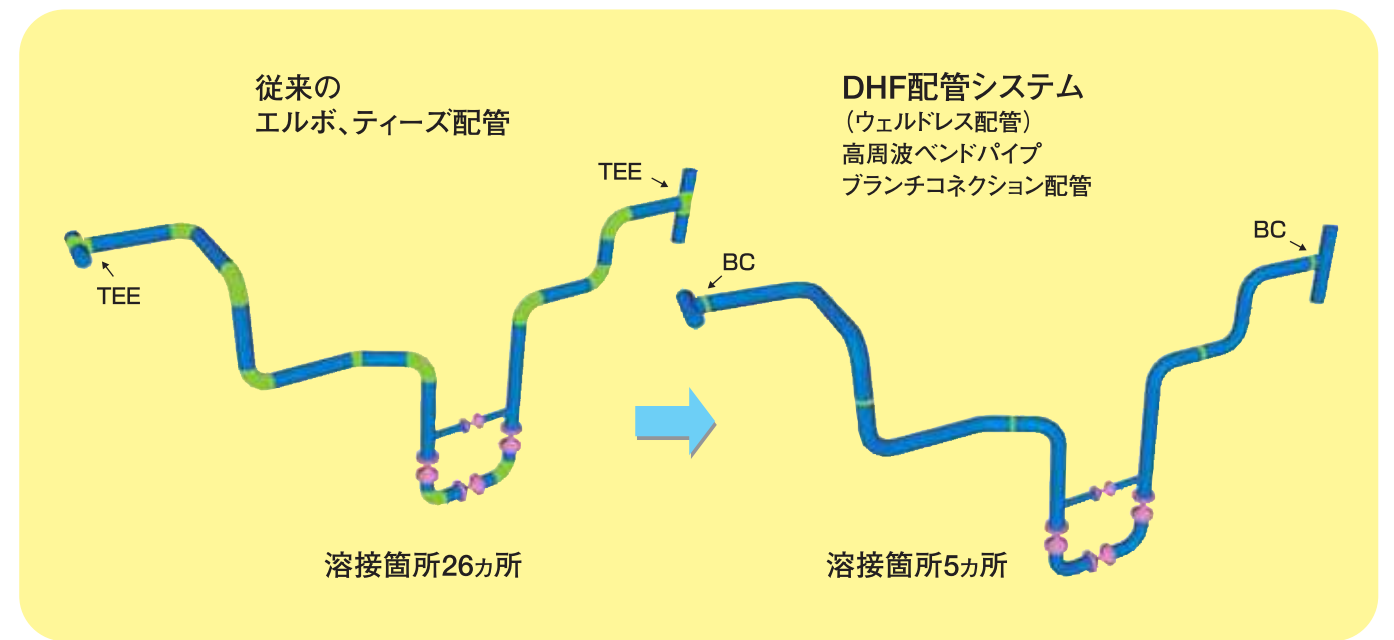 従来の
エルボ、ティーズ配管
TEE
TEE
溶接箇所26ヵ所
DHF配管システム
（ウェルドレス配管）
高周波ベンドパイプ
ブランチコネクション配管
BC
BC
溶接箇所5ヵ所